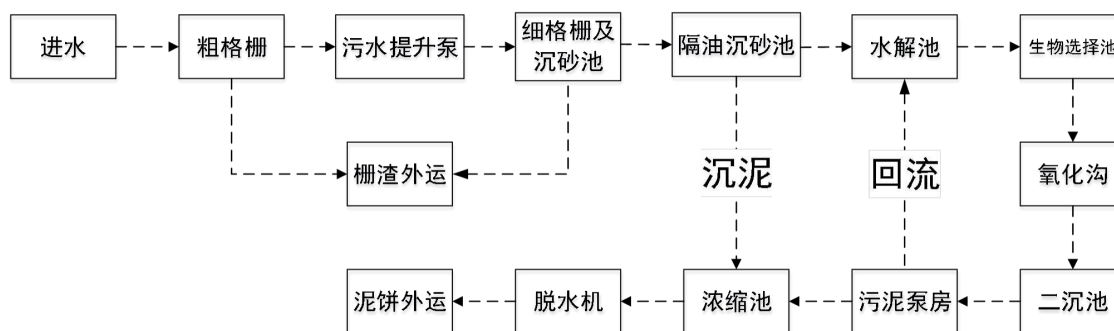 进水
粗格栅
污水提升泵
细格栅及
沉砂池
隔油沉砂池
水解池
生物选择池
栅渣外运
沉泥
回流
氧化沟
泥饼外运
脱水机
浓缩池
污泥泵房
二沉池